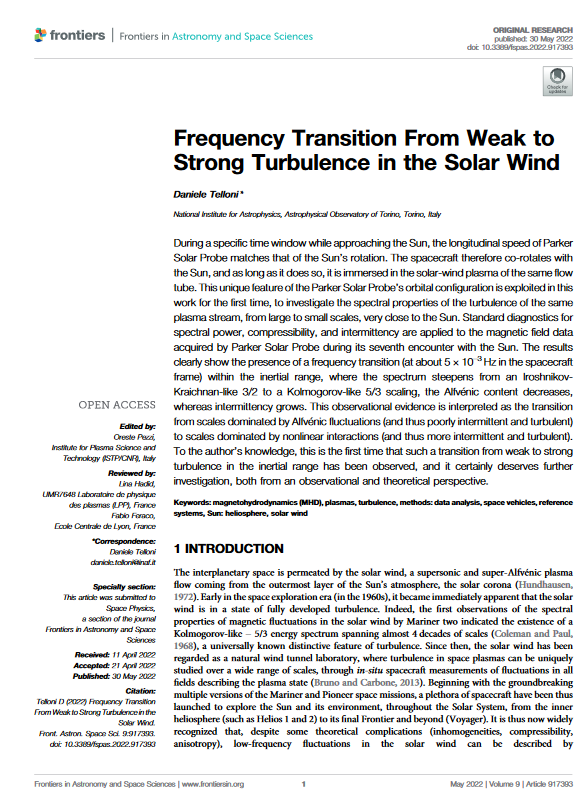 frontiers | Frontiers in Astronomy and Space Sciences
ORIGINAL RESEARCH
published: 30 May 2022
doi: 10.3389/fspas.2022.917393
Check for
updates
Frequency Transition From Weak to
Strong Turbulence in the Solar Wind
Daniele Telloni*
National Institute for Astrophysics, Astrophysical Observatory of Torino, Torino, Italy
During a specific time window while approaching the Sun, the longitudinal speed of Parker
Solar Probe matches that of the Sun's rotation. The spacecraft therefore co-rotates with
the Sun, and as long as it does so, it is immersed in the solar-wind plasma of the same flow
tube. This unique feature of the Parker Solar Probe's orbital configuration is exploited in this
work for the first time, to investigate the spectral properties of the turbulence of the same
plasma stream, from large to small scales, very close to the Sun. Standard diagnostics for
spectral power, compressibility, and intermittency are applied to the magnetic field data
acquired by Parker Solar Probe during its seventh encounter with the Sun. The results
clearly show the presence of a frequency transition (at about 5 × 10⁻³ Hz in the spacecraft
frame) within the inertial range, where the spectrum steepens from an Iroshnikov-
Kraichnan-like 3/2 to a Kolmogorov-like 5/3 scaling, the Alfvénic content decreases,
whereas intermittency grows. This observational evidence is interpreted as the transition
from scales dominated by Alfvénic fluctuations (and thus poorly intermittent and turbulent)
to scales dominated by nonlinear interactions (and thus more intermittent and turbulent).
To the author's knowledge, this is the first time that such a transition from weak to strong
turbulence in the inertial range has been observed, and it certainly deserves further
investigation, both from an observational and theoretical perspective.
Keywords: magnetohydrodynamics (MHD), plasmas, turbulence, methods: data analysis, space vehicles, reference
systems, Sun: heliosphere, solar wind
OPEN ACCESS
Edited by:
Oreste Pezzi,
Institute for Plasma Science and
Technology (ISTP/CNR), Italy
Reviewed by:
Lina Hadid,
UMR7648 Laboratoire de physique
des plasmas (LPP), France
Fabio Feraco,
Ecole Centrale de Lyon, France
*Correspondence:
Daniele Telloni
daniele.telloni@inaf.it
Specialty section:
This article was submitted to
Space Physics,
a section of the journal
Frontiers in Astronomy and Space
Sciences
Received: 11 April 2022
Accepted: 21 April 2022
Published: 30 May 2022
Citation:
Telloni D (2022) Frequency Transition
From Weak to Strong Turbulence in the
Solar Wind.
Front. Astron. Space Sci. 9:917393.
doi: 10.3389/fspas.2022.917393
1 INTRODUCTION
The interplanetary space is permeated by the solar wind, a supersonic and super-Alfvénic plasma
flow coming from the outermost layer of the Sun's atmosphere, the solar corona (Hundhausen,
1972). Early in the space exploration era (in the 1960s), it became immediately apparent that the solar
wind is in a state of fully developed turbulence. Indeed, the first observations of the spectral
properties of magnetic fluctuations in the solar wind by Mariner two indicated the existence of a
Kolmogorov-like − 5/3 energy spectrum spanning almost 4 decades of scales (Coleman and Paul,
1968), a universally known distinctive feature of turbulence. Since then, the solar wind has been
regarded as a natural wind tunnel laboratory, where turbulence in space plasmas can be uniquely
studied over a wide range of scales, through in-situ spacecraft measurements of fluctuations in all
fields describing the plasma state (Bruno and Carbone, 2013). Beginning with the groundbreaking
multiple versions of the Mariner and Pioneer space missions, a plethora of spacecraft have been thus
launched to explore the Sun and its environment, throughout the Solar System, from the inner
heliosphere (such as Helios 1 and 2) to its final Frontier and beyond (Voyager). It is thus now widely
recognized that, despite some theoretical complications (inhomogeneities, compressibility,
anisotropy), low-frequency fluctuations in the solar wind can be described by
Frontiers in Astronomy and Space Sciences | www.frontiersin.org
1
May 2022 | Volume 9 | Article 917393